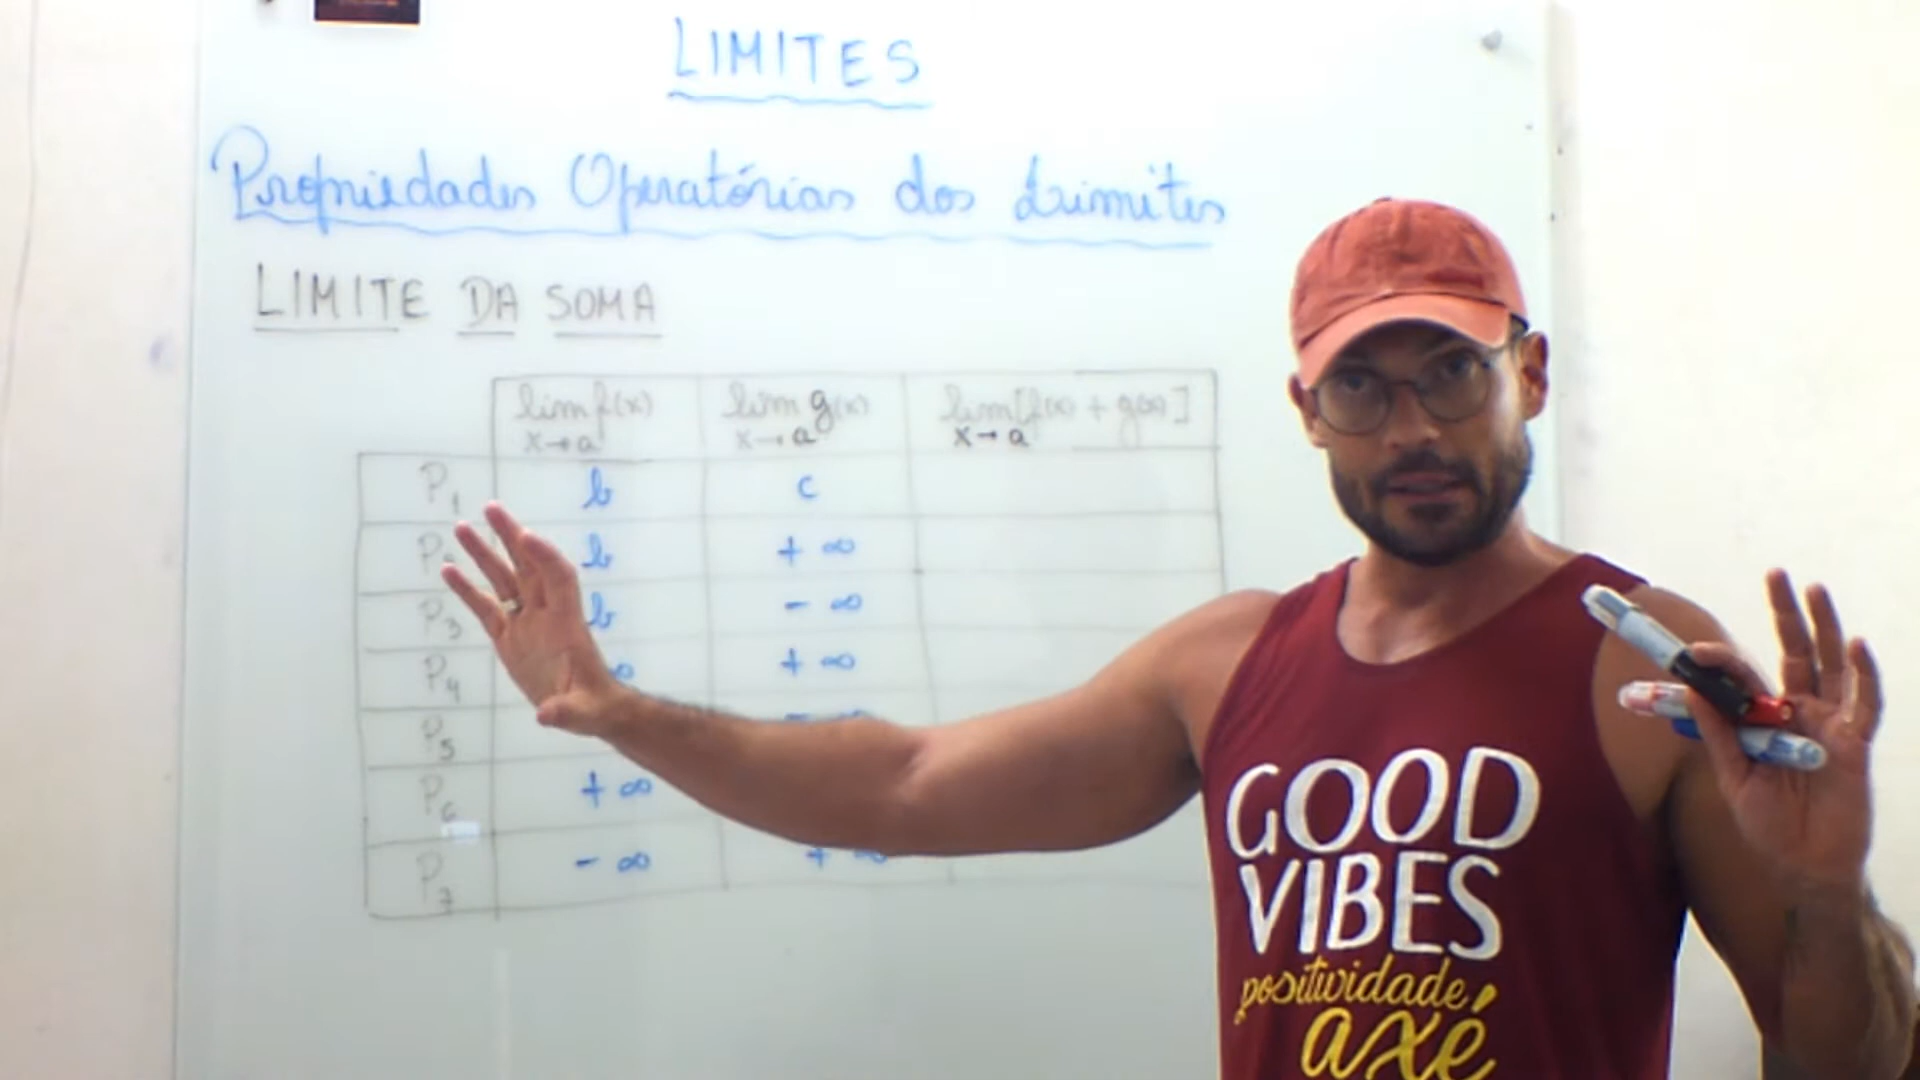 LIMITES
Propriedades Operatórias dos Limites
LIMITE DA SOMA
lim f(x) x→a lim g(x) x→a lim [f(x) + g(x)] x→a
P1 b c
P2 b + ∞
P3 b - ∞
P4 ∞ + ∞
P5 - ∞
P6 + ∞
P7 - ∞ + ∞
GOOD
VIBES
positividade
axé